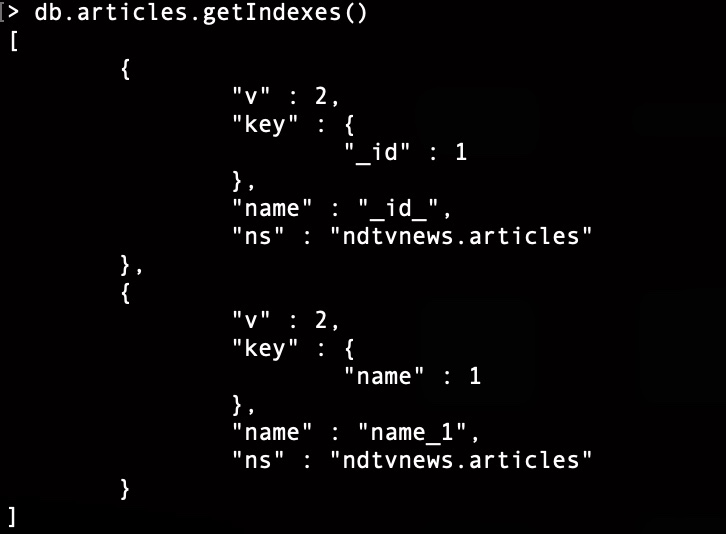 [> db.articles.getIndexes()
[
{
"v" : 2,
"key" : {
"_id" : 1
},
"name" : "_id_",
"ns" : "ndtvnews.articles"
},
{
"v" : 2,
"key" : {
"name" : 1
},
"name" : "name_1",
"ns" : "ndtvnews.articles"
}
]